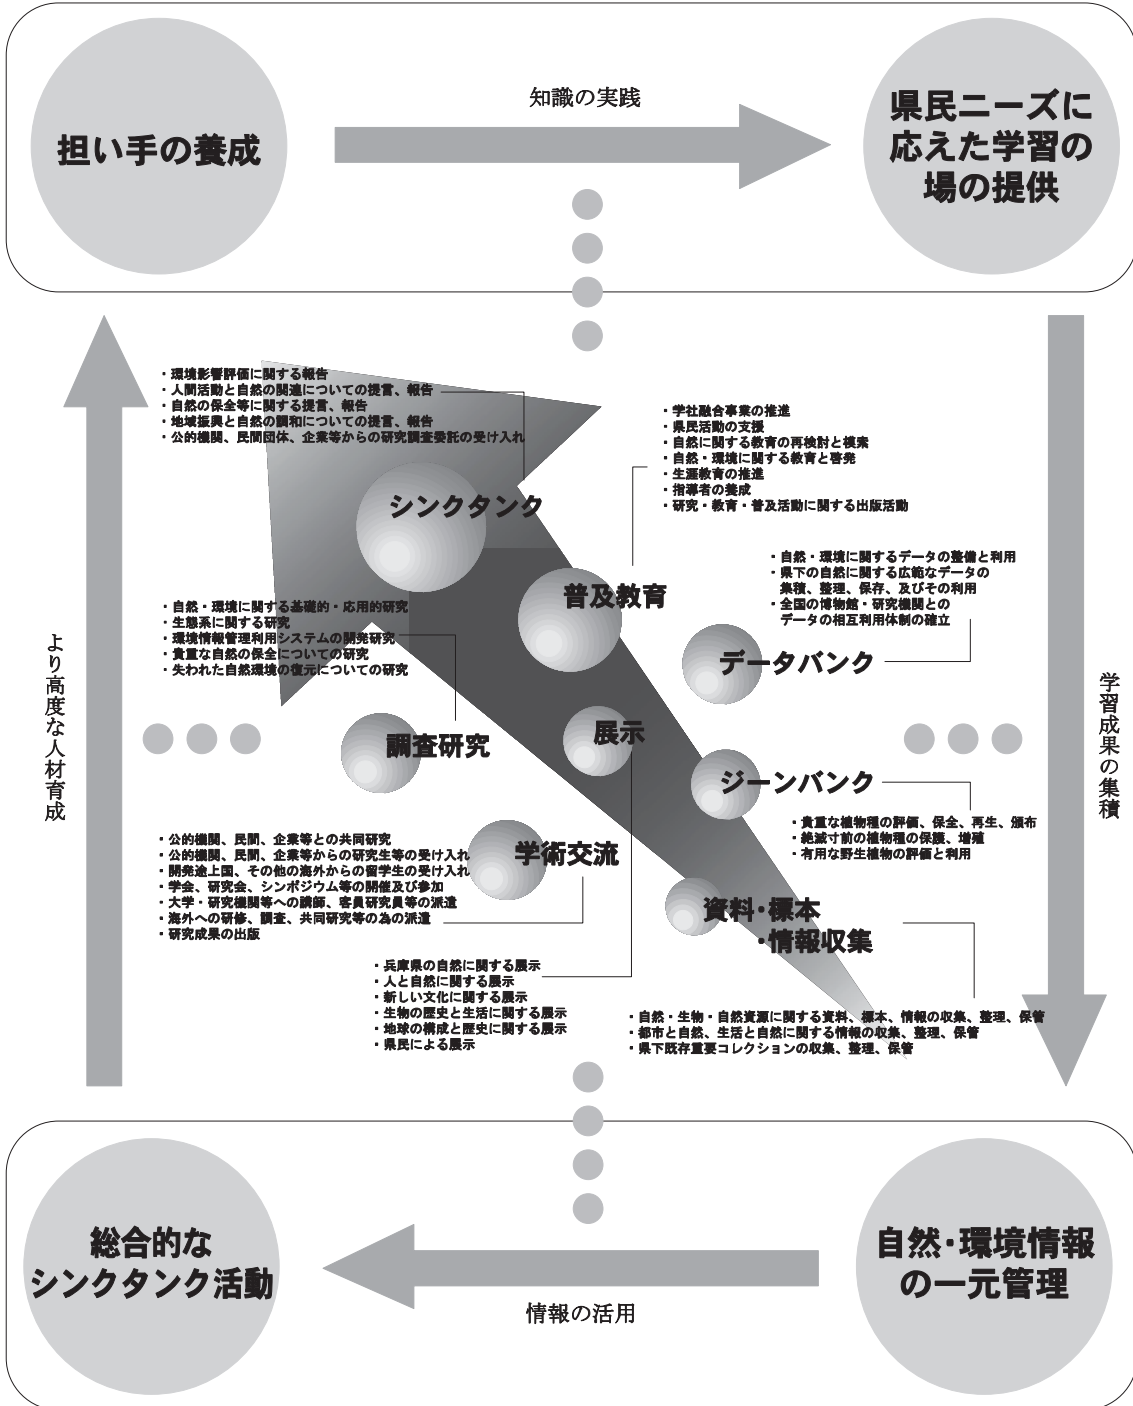 担い手の養成
知識の実践
県民ニーズに
応えた学習の
場の提供
・環境影響評価に関する報告
・人間活動と自然の関連についての提言、報告
・自然の保全等に関する提言、報告
・地域振興と自然の調和についての提言、報告
・公的機関、民間団体、企業等からの研究調査委託の受け入れ
シンクタンク
・学社融合事業の推進
・県民活動の支援
・自然に関する教育の再検討と模索
・自然・環境に関する教育と啓発
・生涯教育の推進
・指導者の養成
・研究・教育・普及活動に関する出版活動
普及教育
・自然・環境に関するデータの整備と利用
・県下の自然に関する広範なデータの
集積、整理、保存、及びその利用
・全国の博物館・研究機関との
データの相互利用体制の確立
データバンク
・自然・環境に関する基礎的・応用的研究
・生態系に関する研究
・環境情報管理利用システムの開発研究
・貴重な自然の保全についての研究
・失われた自然環境の復元についての研究
調査研究
展示
ジーンバンク
・貴重な植物種の評価、保全、再生、頒布
・絶滅寸前の植物種の保護、増殖
・有用な野生植物の評価と利用
より高度な人材育成
学習成果の集積
・公的機関、民間、企業等との共同研究
・公的機関、民間、企業等からの研究生等の受け入れ
・開発途上国、その他の海外からの留学生の受け入れ
・学会、研究会、シンポジウム等の開催及び参加
・大学・研究機関等への講師、客員研究員等の派遣
・海外への研修、調査、共同研究等の為の派遣
・研究成果の出版
学術交流
資料・標本
・情報収集
・兵庫県の自然に関する展示
・人と自然に関する展示
・新しい文化に関する展示
・生物の歴史と生活に関する展示
・地球の構成と歴史に関する展示
・県民による展示
・自然・生物・自然資源に関する資料、標本、情報の収集、整理、保管
・都市と自然、生活と自然に関する情報の収集、整理、保管
・県下既存重要コレクションの収集、整理、保管
総合的な
シンクタンク活動
情報の活用
自然・環境情報
の一元管理